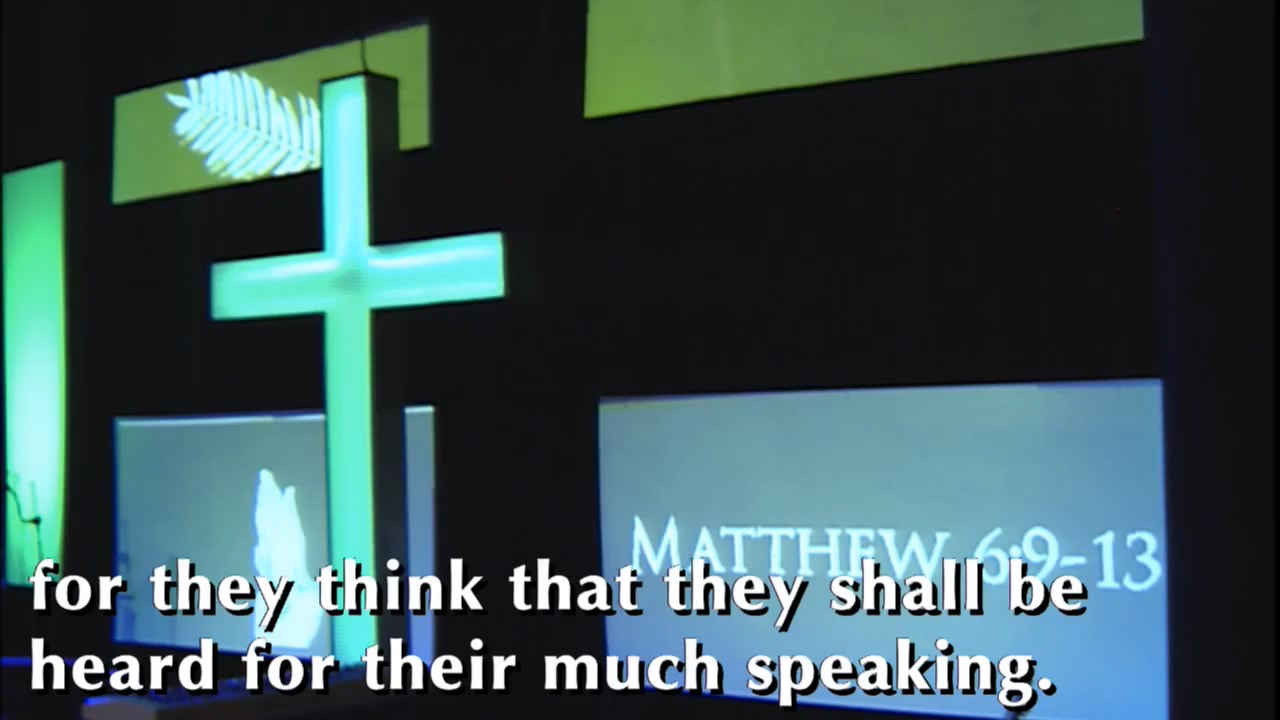 MATTHEW 6:9-13
for they think that they shall be
heard for their much speaking.